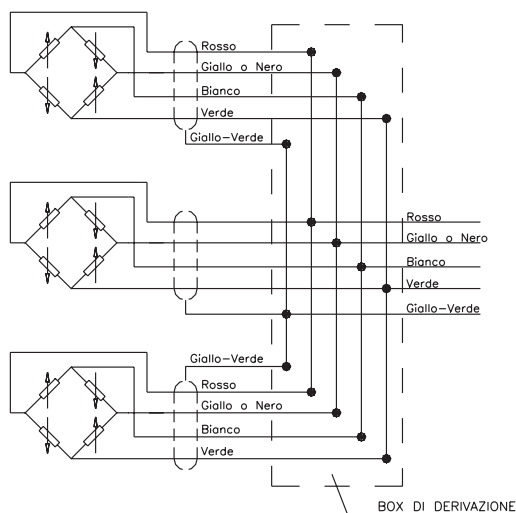 Rosso
Giallo o Nero
Bianco
Verde
Giallo-Verde
Rosso
Giallo o Nero
Bianco
Verde
Giallo-Verde
Giallo-Verde
Rosso
Giallo o Nero
Bianco
Verde
BOX DI DERIVAZIONE